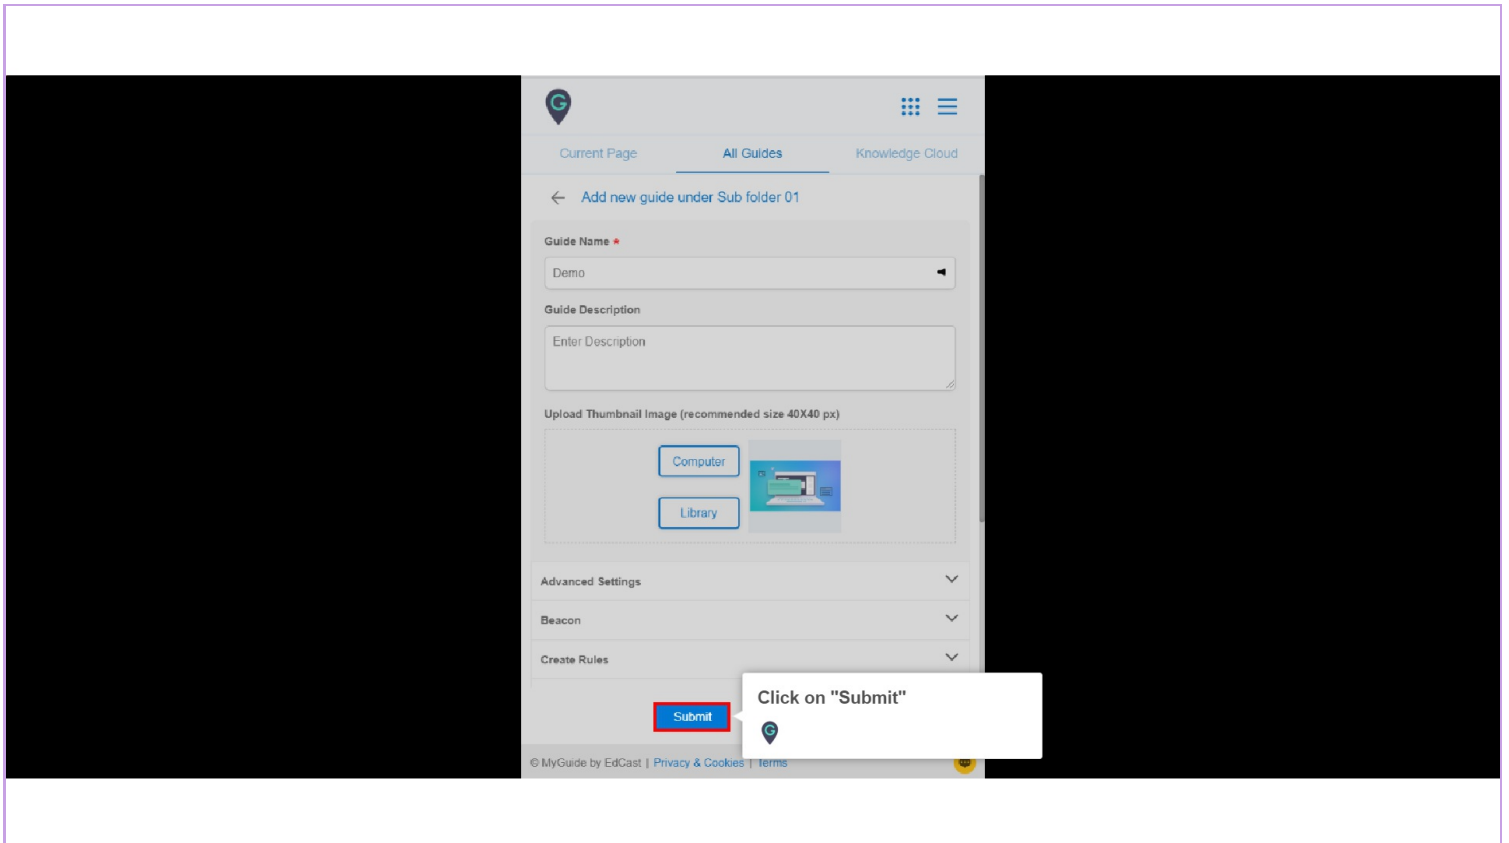 G
Current Page All Guides Knowledge Cloud
Add new guide under Sub folder 01
Guide Name *
Demo
Guide Description
Enter Description
Upload Thumbnail Image (recommended size 40X40 px)
Computer
Library
Advanced Settings
Beacon
Create Rules
Click on "Submit"
Submit
G
© MyGuide by EdCast | Privacy & Cookies | Terms